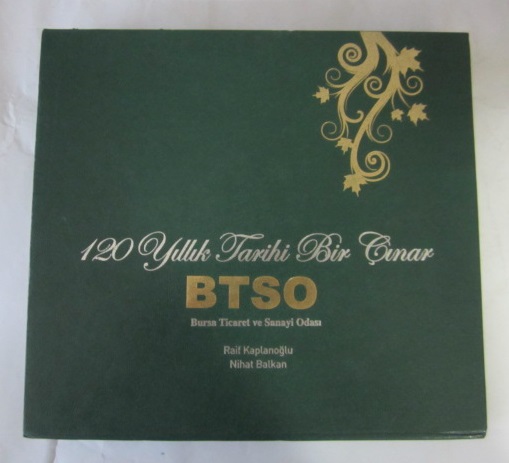 120 Yıllık Tarihi Bir Çınar
BTSO
Bursa Ticaret ve Sanayi Odası
Raif Kaplanoğlu
Nihat Balkan